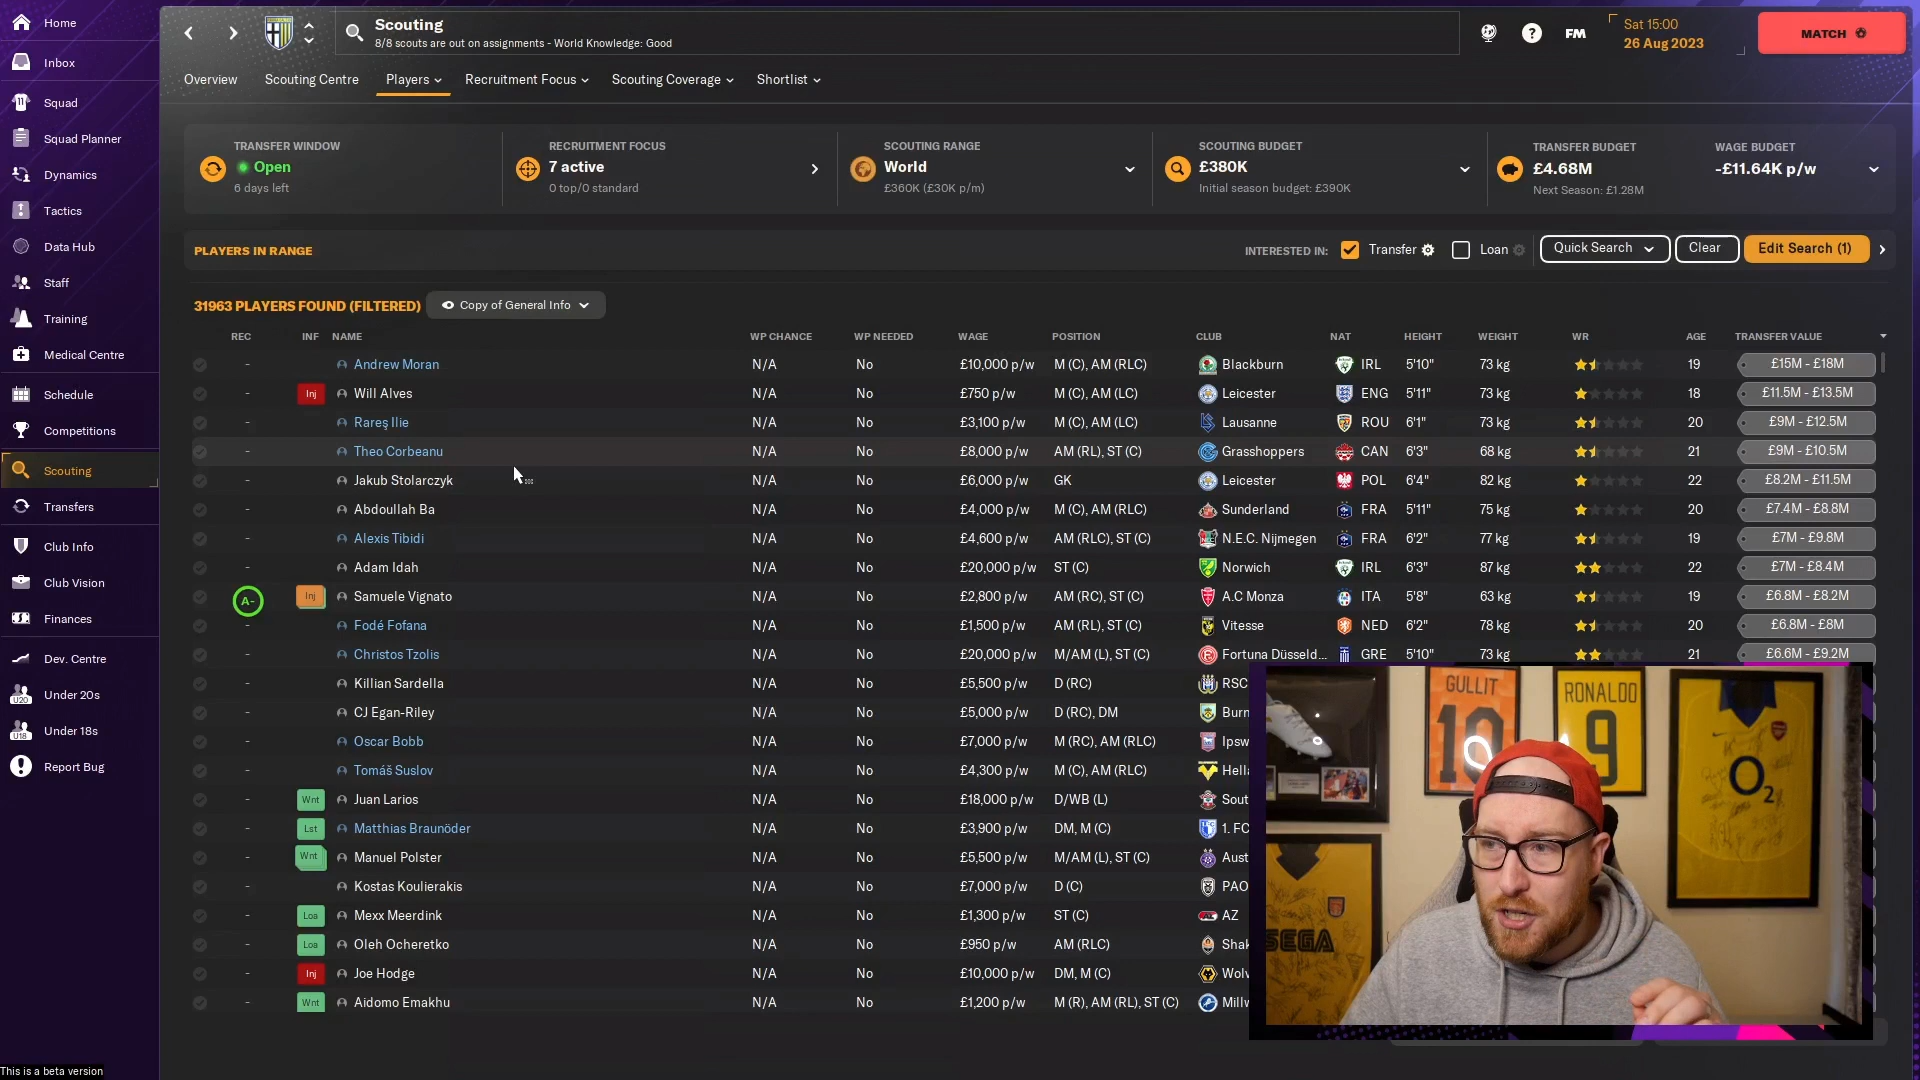 Home
Inbox
Squad
Squad Planner
Dynamics
Tactics
Data Hub
Staff
Training
Medical Centre
Schedule
Competitions
Scouting
Transfers
Club Info
Club Vision
Finances
Dev. Centre
U20 Under 20s
U18 Under 18s
Report Bug
This is a beta version
Scouting
8/8 scouts are out on assignments - World Knowledge: Good
FM
Sat 15:00
26 Aug 2023
MATCH
Overview Scouting Centre Players Recruitment Focus Scouting Coverage Shortlist
TRANSFER WINDOW
Open
6 days left
RECRUITMENT FOCUS
7 active
0 top/0 standard
SCOUTING RANGE
World
£360K (£30K p/m)
SCOUTING BUDGET
£380K
Initial season budget: £390K
TRANSFER BUDGET
£4.68M
Next Season: £1.28M
WAGE BUDGET
-£11.64K p/w
PLAYERS IN RANGE
INTERESTED IN: Transfer Loan Quick Search Clear Edit Search (1)
31963 PLAYERS FOUND (FILTERED) Copy of General Info
REC INF NAME WP CHANCE WP NEEDED WAGE POSITION CLUB NAT HEIGHT WEIGHT WR AGE TRANSFER VALUE
- Andrew Moran N/A No £10,000 p/w M (C), AM (RLC) Blackburn IRL 5'10" 73 kg 19 £15M - £18M
- Inj Will Alves N/A No £750 p/w M (C), AM (LC) Leicester ENG 5'11" 73 kg 18 £11.5M - £13.5M
- Rareş Ilie N/A No £3,100 p/w M (C), AM (LC) Lausanne ROU 6'1" 73 kg 20 £9M - £12.5M
- Theo Corbeanu N/A No £8,000 p/w AM (RL), ST (C) Grasshoppers CAN 6'3" 68 kg 21 £9M - £10.5M
- Jakub Stolarczyk N/A No £6,000 p/w GK Leicester POL 6'4" 82 kg 22 £8.2M - £11.5M
- Abdoullah Ba N/A No £4,000 p/w M (C), AM (RLC) Sunderland FRA 5'11" 75 kg 20 £7.4M - £8.8M
- Alexis Tibidi N/A No £4,600 p/w AM (RLC), ST (C) N.E.C. Nijmegen FRA 6'2" 77 kg 19 £7M - £9.8M
- Adam Idah N/A No £20,000 p/w ST (C) Norwich IRL 6'3" 87 kg 22 £7M - £8.4M
A- Inj Samuele Vignato N/A No £2,800 p/w AM (RC), ST (C) A.C Monza ITA 5'8" 63 kg 19 £6.8M - £8.2M
- Fodé Fofana N/A No £1,500 p/w AM (RL), ST (C) Vitesse NED 6'2" 78 kg 20 £6.8M - £8M
- Christos Tzolis N/A No £20,000 p/w M/AM (L), ST (C) Fortuna Düsseld... GRE 5'10" 73 kg 21 £6.6M - £9.2M
- Killian Sardella N/A No £5,500 p/w D (RC) RSC
- CJ Egan-Riley N/A No £5,000 p/w D (RC), DM Burn
- Oscar Bobb N/A No £7,000 p/w M (RC), AM (RLC) Ipsw
- Tomáš Suslov N/A No £4,300 p/w M (C), AM (RLC) Hella
- Wnt Juan Larios N/A No £18,000 p/w D/WB (L) Sout
- Lst Matthias Braunöder N/A No £3,900 p/w DM, M (C) 1. FC
- Wnt Manuel Polster N/A No £5,500 p/w M/AM (L), ST (C) Aust
- Kostas Koulierakis N/A No £7,000 p/w D (C) PAO
- Loa Mexx Meerdink N/A No £1,300 p/w ST (C) AZ
- Loa Oleh Ocheretko N/A No £950 p/w AM (RLC) Shak
- Inj Joe Hodge N/A No £10,000 p/w DM, M (C) Wolv
- Wnt Aidomo Emakhu N/A No £1,200 p/w M (R), AM (RL), ST (C) Millw
GULLIT
10
RONALDO
9
O2
SEGA